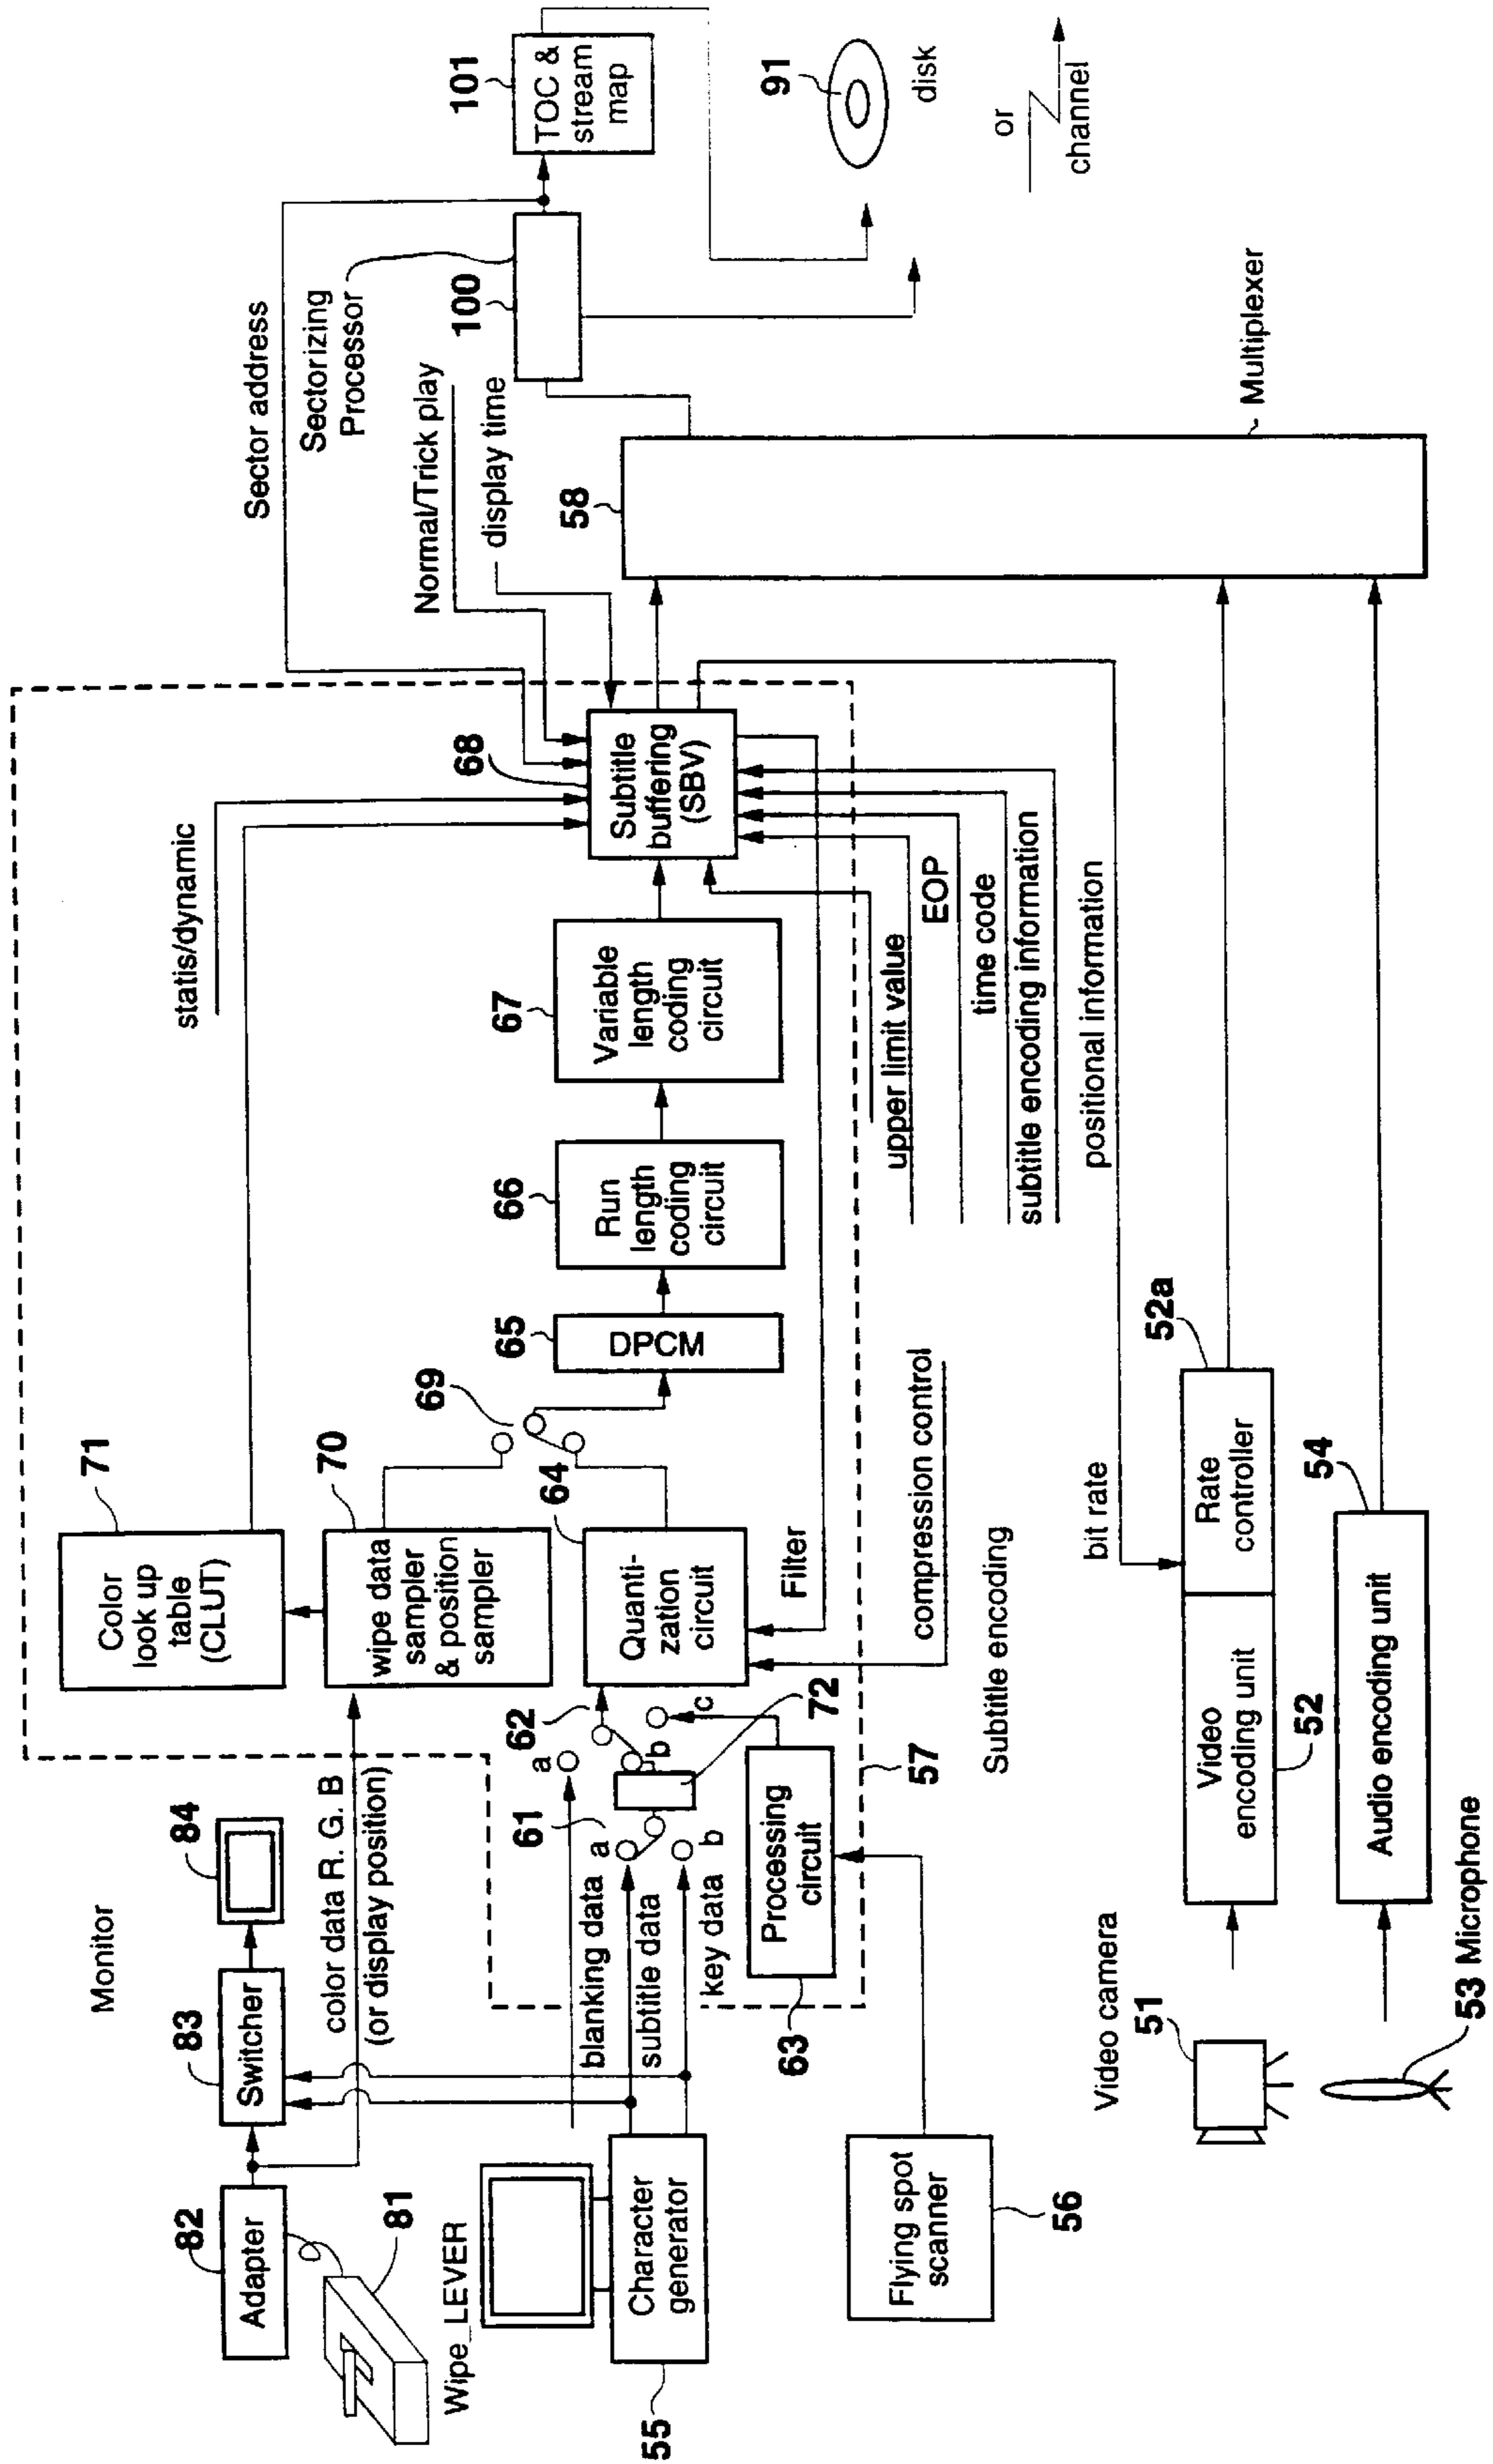 Monitor
82
Adapter
83
Switcher
84
81
Wipe_LEVER
color data R. G. B
(or display position)
71
Color
look up
table
(CLUT)
70
wipe data
sampler
& position
sampler
64
Quanti-
zation
circuit
69
65
DPCM
66
Run
length
coding
circuit
67
Variable
length
coding
circuit
68
Subtitle
buffering
(SBV)
statis/dynamic
Sector address
Sectorizing
Processor
100
Normal/Trick play
display time
101
TOC &
stream
map
91
disk
or
channel
58
Multiplexer
55
Character
generator
blanking data
subtitle data
key data
61
a
b
62
a
b
c
72
63
Processing
circuit
57
56
Flying spot
scanner
Filter
compression control
Subtitle encoding
upper limit value
EOP
time code
subtitle encoding information
positional information
bit rate
Video camera
51
52
Video
encoding unit
52a
Rate
controller
53 Microphone
54
Audio encoding unit